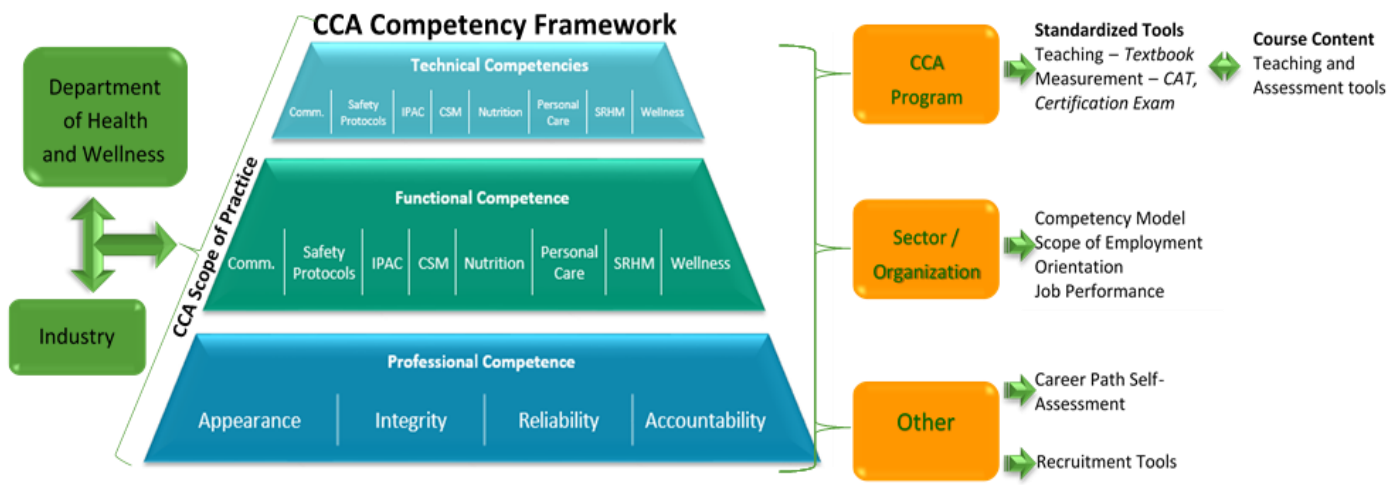 CCA Competency Framework
Department
of Health
and Wellness
Industry
CCA Scope of Practice
Technical Competencies
Comm.
Safety
Protocols
IPAC
CSM
Nutrition
Personal
Care
SRHM
Wellness
Functional Competence
Comm.
Safety
Protocols
IPAC
CSM
Nutrition
Personal
Care
SRHM
Wellness
Professional Competence
Appearance
Integrity
Reliability
Accountability
CCA
Program
Standardized Tools
Teaching – Textbook
Measurement – CAT,
Certification Exam
Course Content
Teaching and
Assessment tools
Sector /
Organization
Competency Model
Scope of Employment
Orientation
Job Performance
Other
Career Path Self-
Assessment
Recruitment Tools